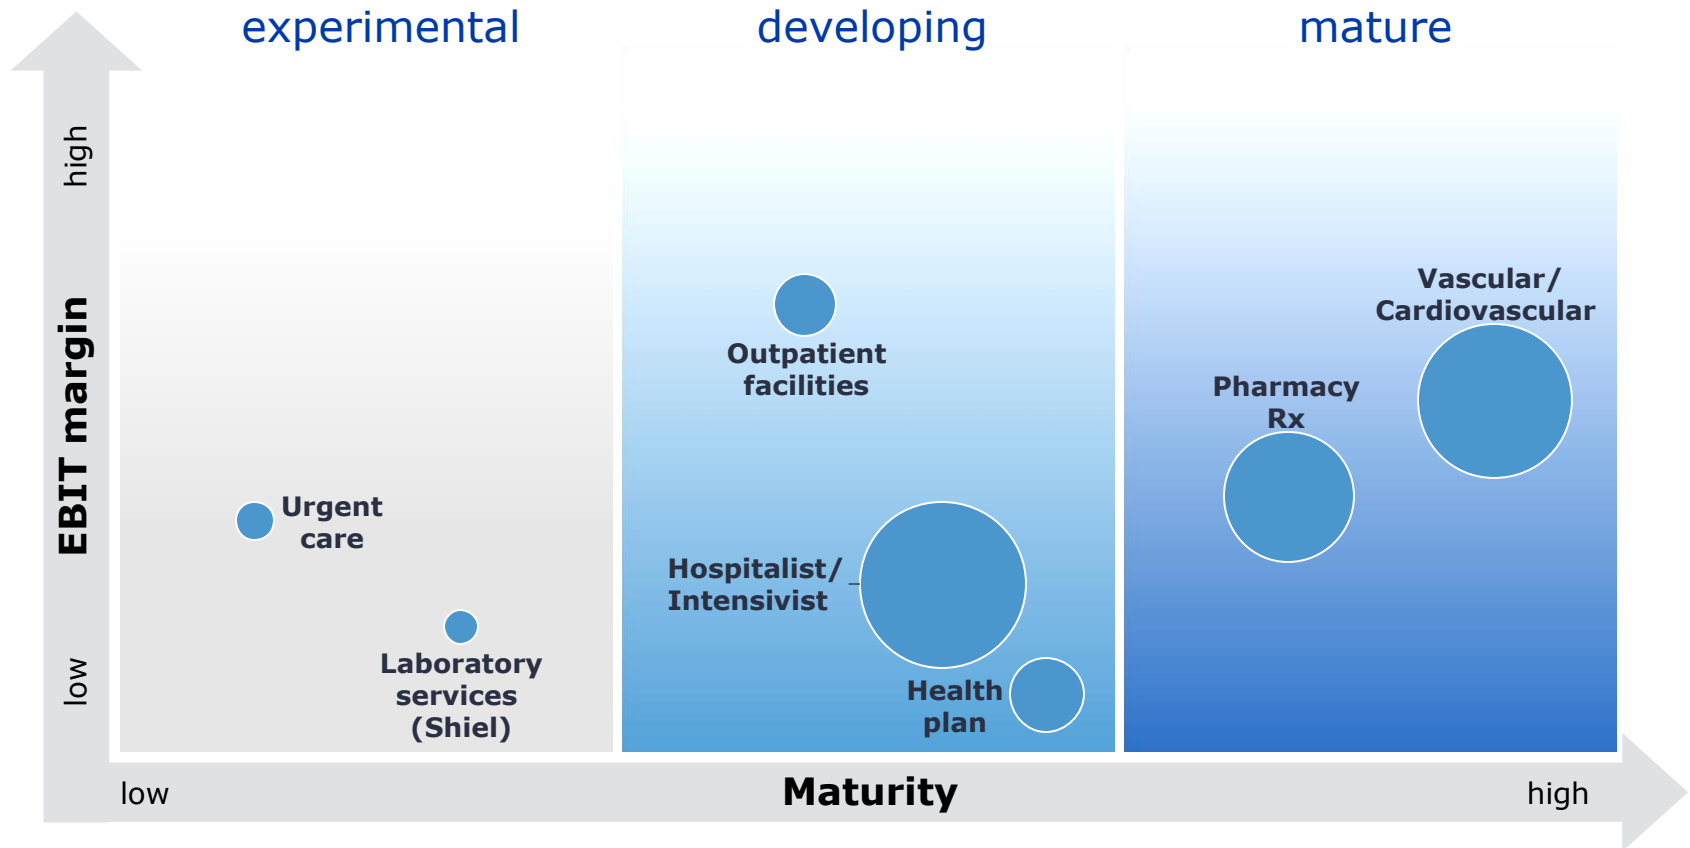 experimental
developing
mature
high
EBIT margin
low
Vascular/
Cardiovascular
Outpatient
facilities
Pharmacy
Rx
Urgent
care
Hospitalist/
Intensivist
Laboratory
services
(Shiel)
Health
plan
low
Maturity
high